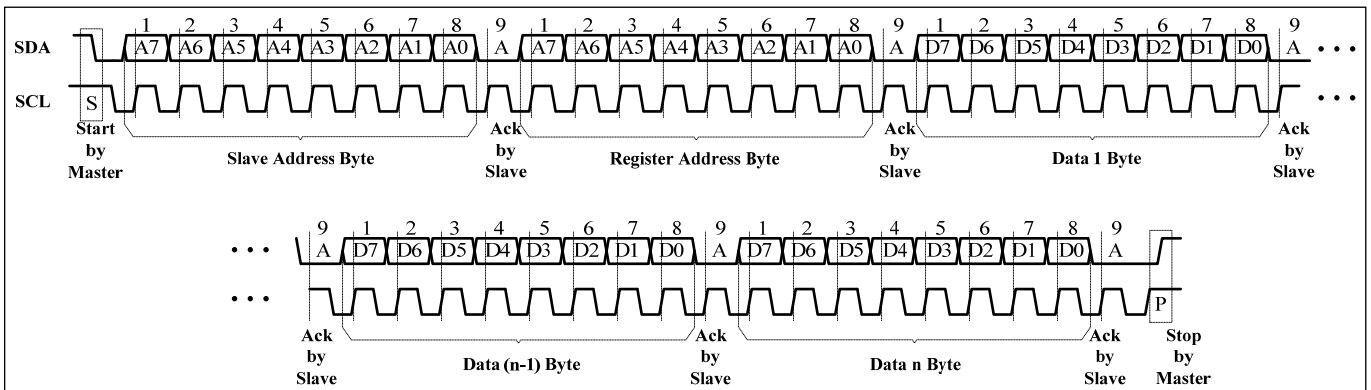 1 2 3 4 5 6 7 8 9 1 2 3 4 5 6 7 8 9 1 2 3 4 5 6 7 8 9
SDA A7 A6 A5 A4 A3 A2 A1 A0 A A7 A6 A5 A4 A3 A2 A1 A0 A D7 D6 D5 D4 D3 D2 D1 D0 A • • •
SCL S • • •
Start by Master
Slave Address Byte
Ack by Slave
Register Address Byte
Ack by Slave
Data 1 Byte
Ack by Slave
9 1 2 3 4 5 6 7 8 9 1 2 3 4 5 6 7 8 9
• • • A D7 D6 D5 D4 D3 D2 D1 D0 A D7 D6 D5 D4 D3 D2 D1 D0 A
• • • P
Ack by Slave
Data (n-1) Byte
Ack by Slave
Data n Byte
Ack by Slave
Stop by Master